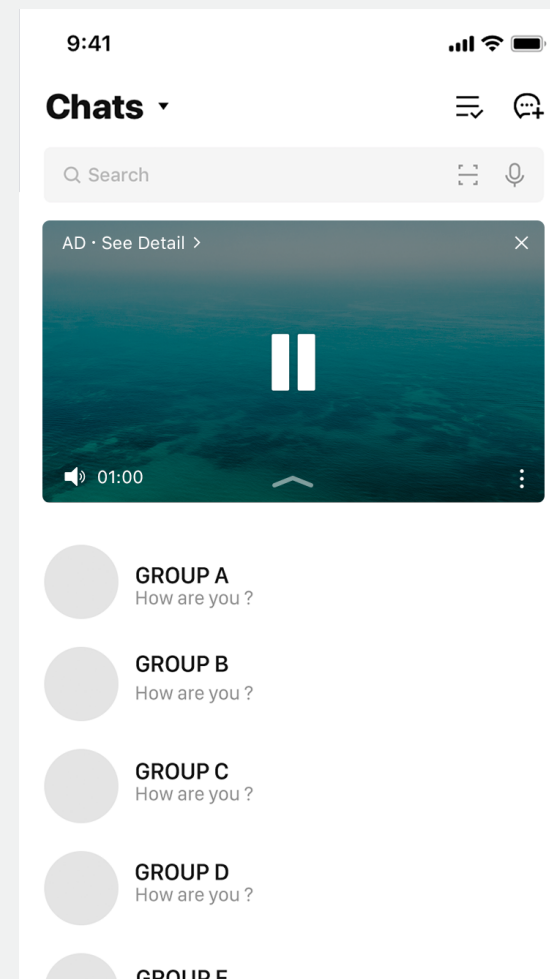 9:41
Chats
Search
AD · See Detail
01:00
GROUP A
How are you ?
GROUP B
How are you ?
GROUP C
How are you ?
GROUP D
How are you ?
GROUP E